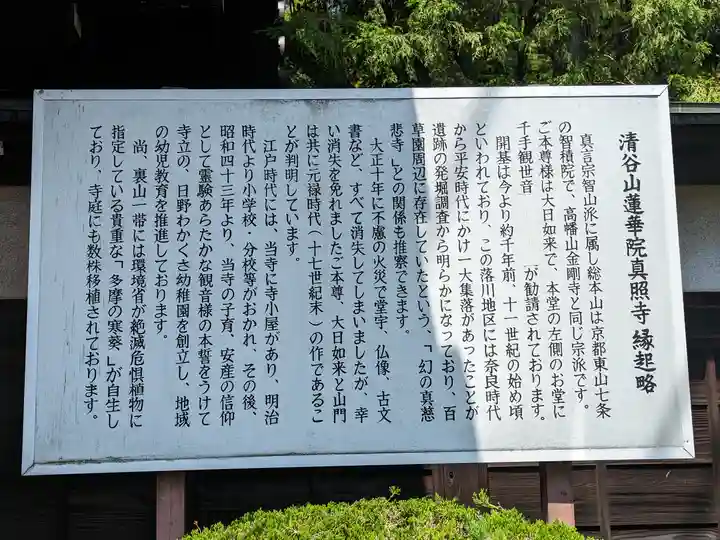 清谷山蓮華院真照寺 縁起略
真言宗智山派に属し総本山は京都東山七条
の智積院で、高幡山金剛寺と同じ宗派です。
ご本尊様は大日如来で、本堂の左側のお堂に
千手観世音　　　　が勧請されております。
開基は今より約千年前、十一世紀の始め頃
といわれており、この落川地区には奈良時代
から平安時代にかけ一大集落があったことが
遺跡の発掘調査から明らかになっており、百
草園周辺に存在していたという、「幻の真慈
悲寺」との関係も推察できます。
大正十年に不慮の火災で堂宇、仏像、古文
書など、すべて消失してしまいましたが、幸
い消失を免れましたご本尊、大日如来と山門
は共に元禄時代（十七世紀末）の作であるこ
とが判明しています。
江戸時代には、当寺に寺小屋があり、明治
時代より小学校・分校等がおかれ、その後、
昭和四十三年より、当寺の子育、安産の信仰
として霊験あらたかな観音様の本誓をうけて
寺立の、日野わかくさ幼稚園を創立し、地域
の幼児教育を推進しております。
尚、裏山一帯には環境省が絶滅危惧植物に
指定している貴重な「多摩の寒葵」が自生し
ており、寺庭にも数株移植されております。